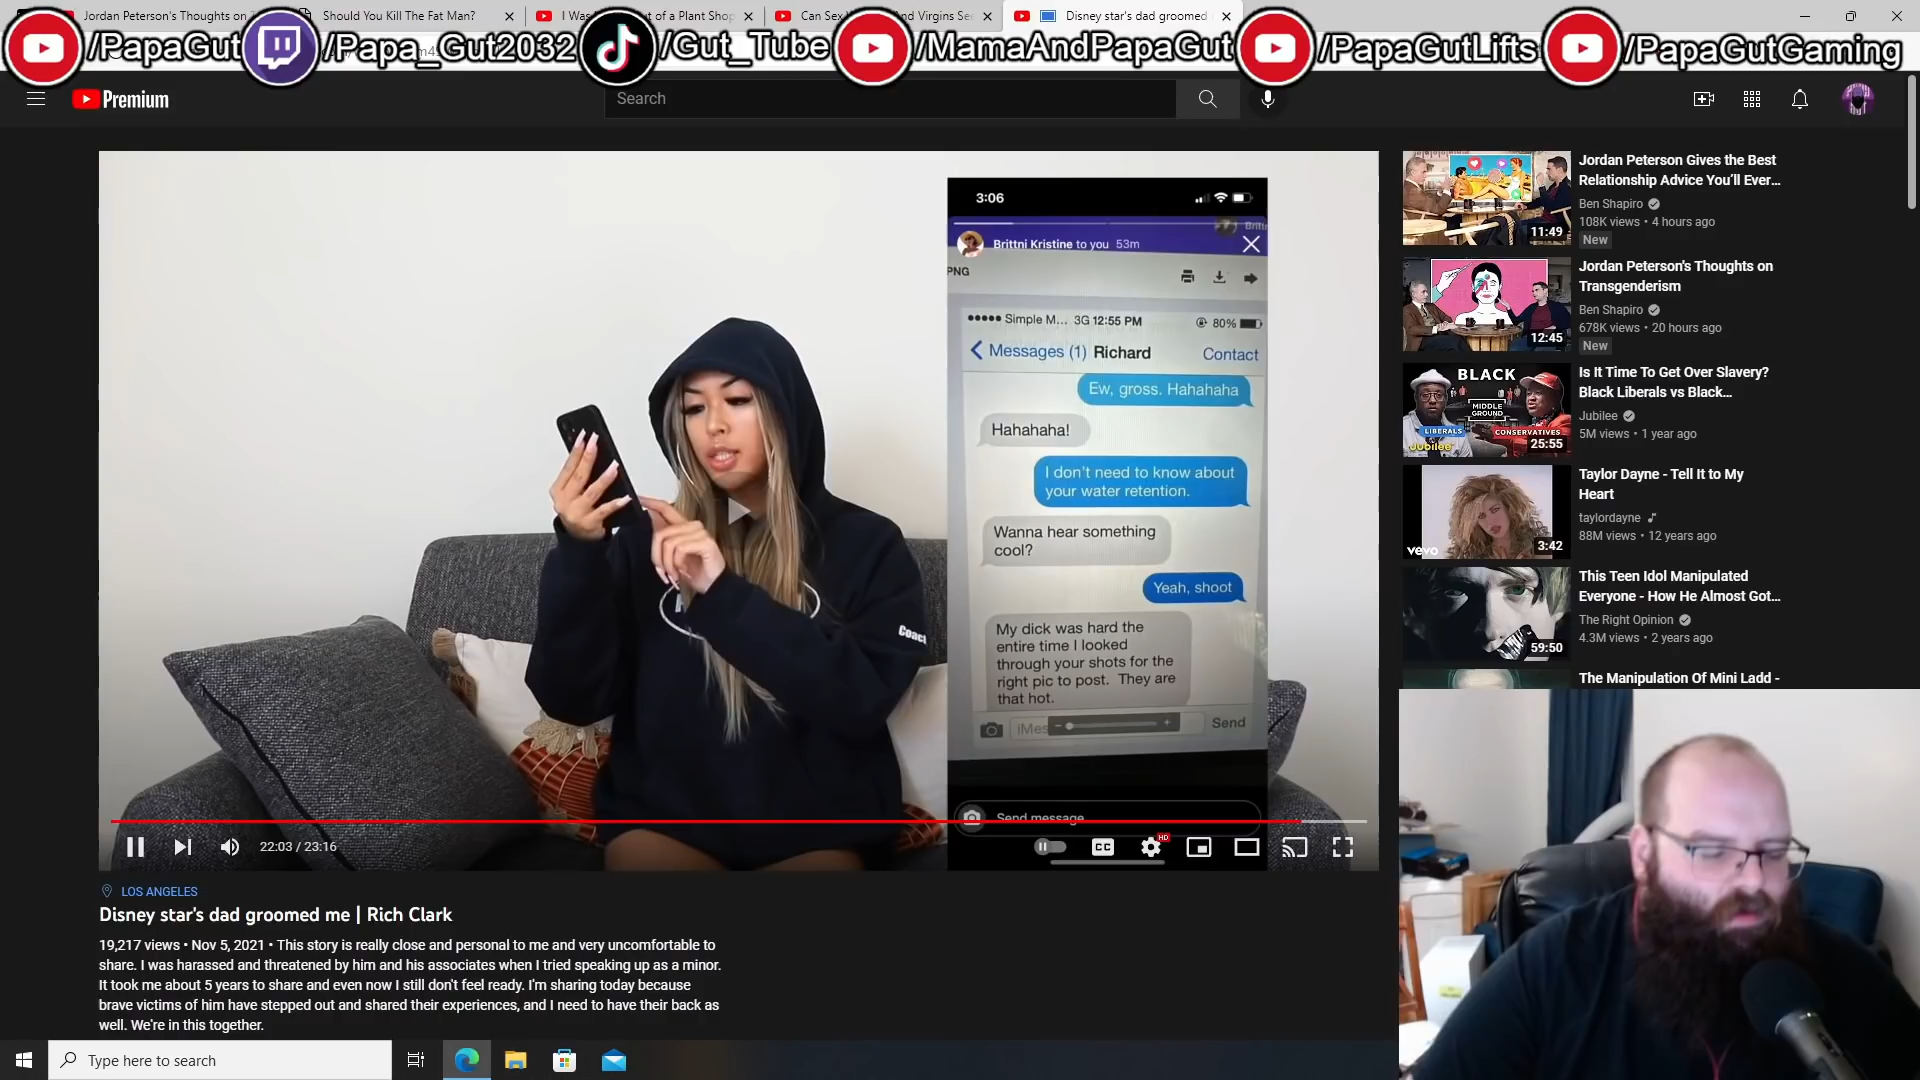 Jordan Peterson's Thoughts on
Should You Kill The Fat Man?
Disney star's dad groomed
/PapaGut
/Papa_Gut2032
/Gut_Tube
/MamaAndPapaGut
/PapaGutLifts
/PapaGutGaming
Premium
Search
3:06
Brittni Kristine to you 53m
PNG
Simple M... 3G 12:55 PM
80%
Messages (1) Richard
Contact
Ew, gross. Hahahaha
Hahahaha!
I don't need to know about
your water retention.
Wanna hear something
cool?
Yeah, shoot
My dick was hard the
entire time I looked
through your shots for the
right pic to post. They are
that hot.
iMes
Send
Send message
22:03 / 23:16
CC
HD
LOS ANGELES
Disney star's dad groomed me | Rich Clark
19,217 views • Nov 5, 2021 • This story is really close and personal to me and very uncomfortable to
share. I was harassed and threatened by him and his associates when I tried speaking up as a minor.
It took me about 5 years to share and even now I still don't feel ready. I'm sharing today because
brave victims of him have stepped out and shared their experiences, and I need to have their back as
well. We're in this together.
11:49
Jordan Peterson Gives the Best
Relationship Advice You'll Ever...
Ben Shapiro
108K views • 4 hours ago
New
12:45
Jordan Peterson's Thoughts on
Transgenderism
Ben Shapiro
678K views • 20 hours ago
New
BLACK
MIDDLE
GROUND
LIBERALS
CONSERVATIVES
Jubilee
25:55
Is It Time To Get Over Slavery?
Black Liberals vs Black...
Jubilee
5M views • 1 year ago
vevo
3:42
Taylor Dayne - Tell It to My
Heart
taylordayne
88M views • 12 years ago
59:50
This Teen Idol Manipulated
Everyone - How He Almost Got...
The Right Opinion
4.3M views • 2 years ago
The Manipulation Of Mini Ladd -
Type here to search